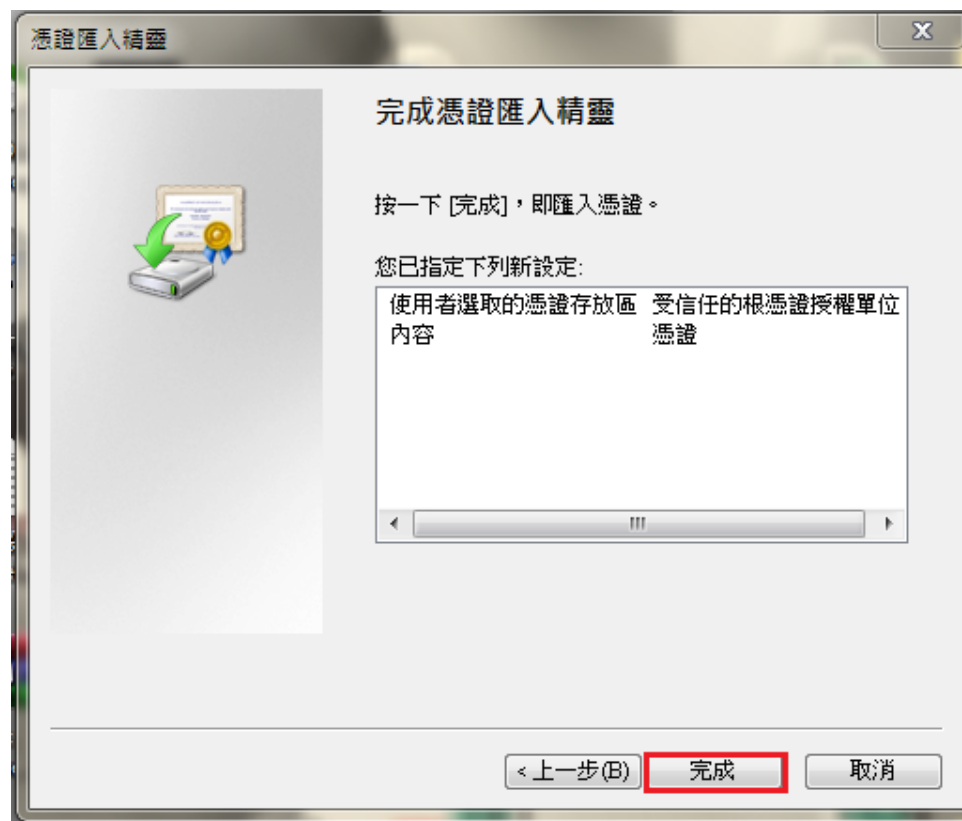 憑證匯入精靈
完成憑證匯入精靈
按一下 [完成]，即匯入憑證。
您已指定下列新設定:
使用者選取的憑證存放區 受信任的根憑證授權單位
內容 憑證
<上一步(B) 完成 取消